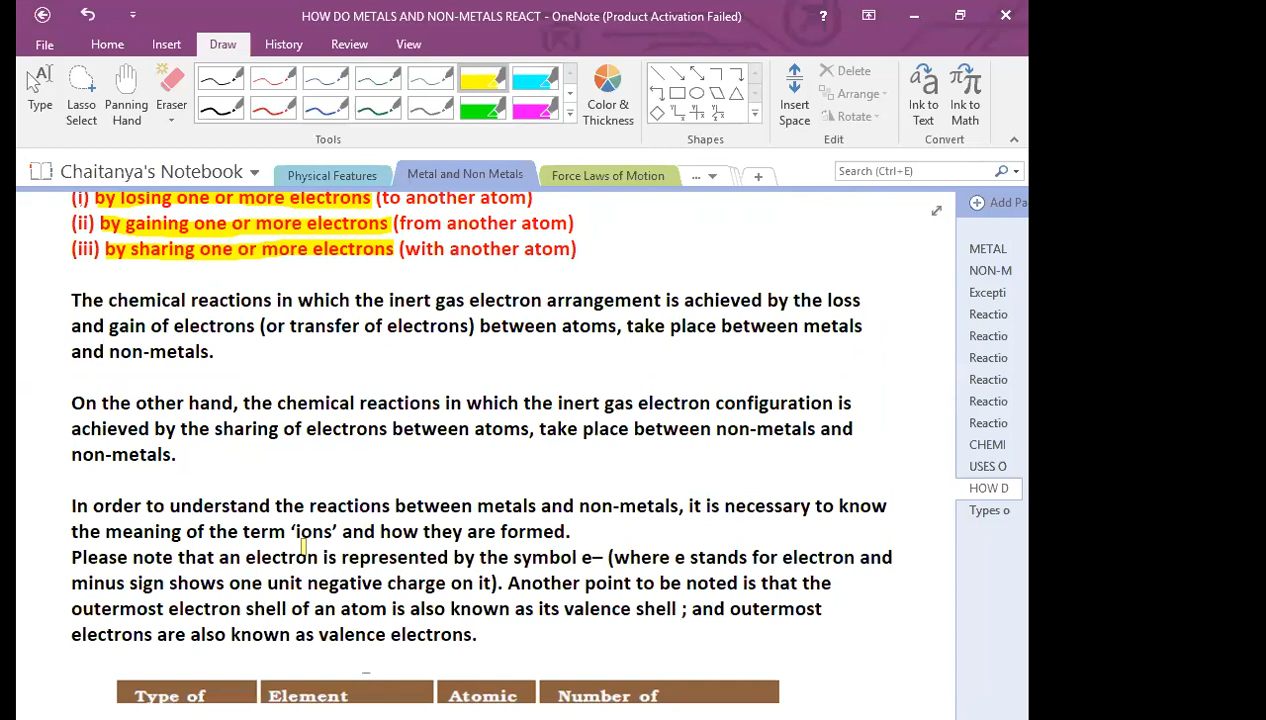 HOW DO METALS AND NON-METALS REACT - OneNote (Product Activation Failed)
?
File Home Insert Draw History Review View
Type
Lasso Select
Panning Hand
Eraser
Color & Thickness
Insert Space
Delete
Arrange
Rotate
Ink to Text
Ink to Math
Tools
Shapes
Edit
Convert
Chaitanya's Notebook
Physical Features
Metal and Non Metals
Force Laws of Motion
...
Search (Ctrl+E)
(i) by losing one or more electrons (to another atom)
(ii) by gaining one or more electrons (from another atom)
(iii) by sharing one or more electrons (with another atom)
The chemical reactions in which the inert gas electron arrangement is achieved by the loss
and gain of electrons (or transfer of electrons) between atoms, take place between metals
and non-metals.
On the other hand, the chemical reactions in which the inert gas electron configuration is
achieved by the sharing of electrons between atoms, take place between non-metals and
non-metals.
In order to understand the reactions between metals and non-metals, it is necessary to know
the meaning of the term ‘ions’ and how they are formed.
Please note that an electron is represented by the symbol e– (where e stands for electron and
minus sign shows one unit negative charge on it). Another point to be noted is that the
outermost electron shell of an atom is also known as its valence shell ; and outermost
electrons are also known as valence electrons.
Type of Element Atomic Number of
Add Pa
METAL
NON-M
Excepti
Reactio
Reactio
Reactio
Reactio
Reactio
Reactio
CHEMI
USES O
HOW D
Types o